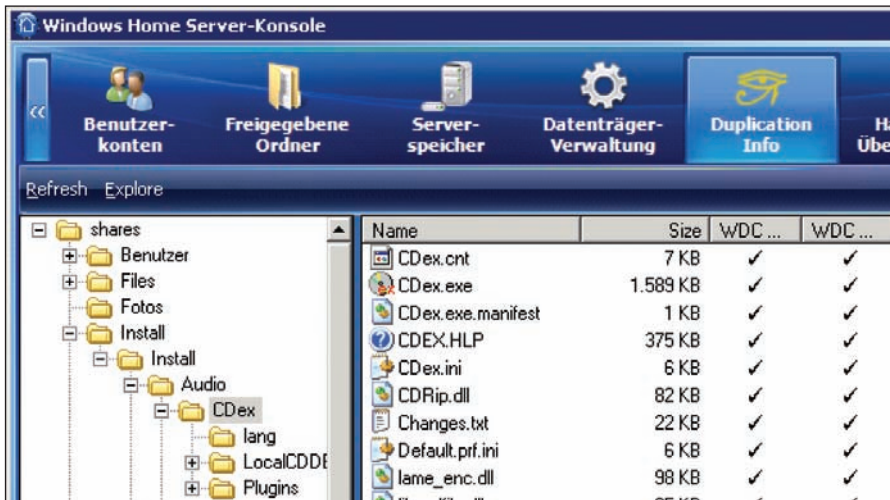 Windows Home Server-Konsole
<<
Benutzer-
konten
Freigegebene
Ordner
Server-
speicher
Datenträger-
Verwaltung
Duplication
Info
Refresh Explore
shares
Benutzer
Files
Fotos
Install
Install
Audio
CDex
lang
LocalCDDB
Plugins
Name Size WDC ... WDC ...
CDex.cnt 7 KB ✓ ✓
CDex.exe 1.589 KB ✓ ✓
CDex.exe.manifest 1 KB ✓ ✓
CDEX.HLP 375 KB ✓ ✓
CDex.ini 6 KB ✓ ✓
CDRip.dll 82 KB ✓ ✓
Changes.txt 22 KB ✓ ✓
Default.prf.ini 6 KB ✓ ✓
lame_enc.dll 98 KB ✓ ✓